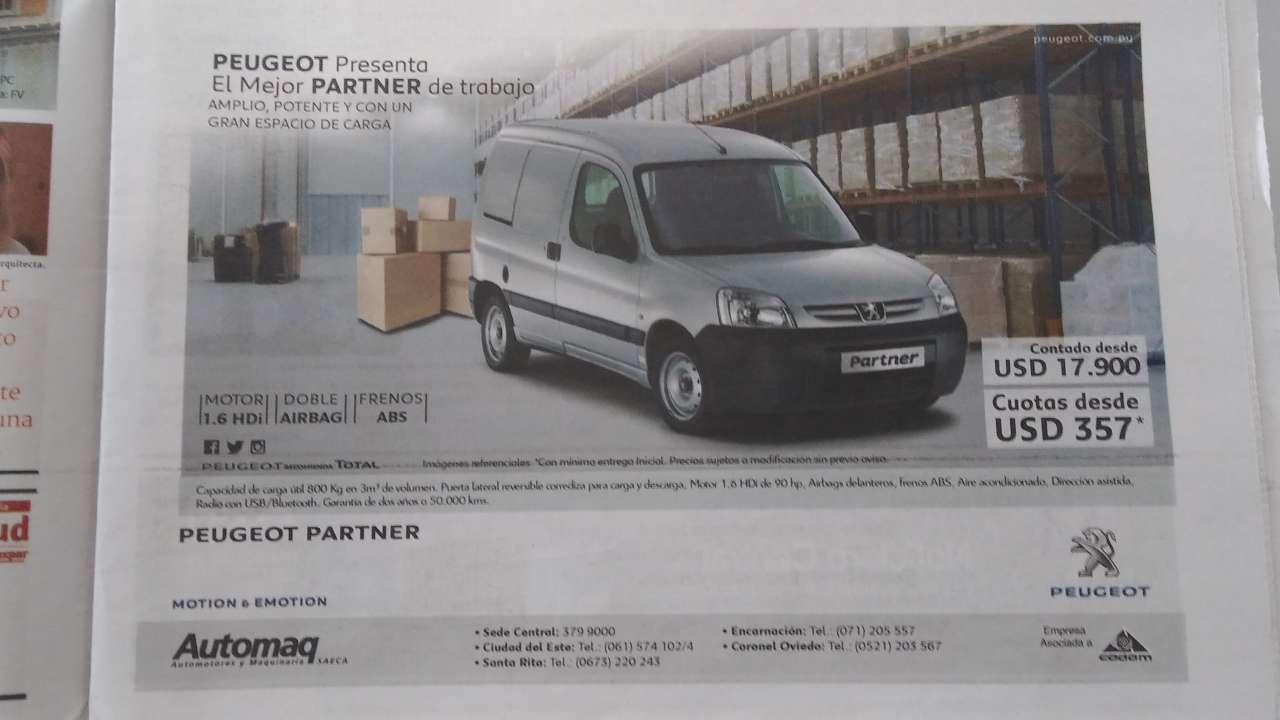 PC
a: FV
rquitecta.
r
vo
to
te
una
ud
peugeot.com.py
PEUGEOT Presenta
El Mejor PARTNER de trabajo
AMPLIO, POTENTE Y CON UN
GRAN ESPACIO DE CARGA
Partner
Contado desde
USD 17.900
Cuotas desde
USD 357*
MOTOR
1.6 HDi
DOBLE
AIRBAG
FRENOS
ABS
PEUGEOT RECOMIENDA TOTAL
Imágenes referenciales. *Con mínimo entrega Inicial. Precios sujetos a modificación sin previo aviso.
Capacidad de carga útil 800 Kg en 3m³ de volumen. Puerta lateral reversible corrediza para carga y descarga, Motor 1.6 HDi de 90 hp, Airbags delanteros, frenos ABS, Aire acondicionado, Dirección asistida,
Radio con USB/Bluetooth. Garantía de dos años o 50.000 kms.
PEUGEOT PARTNER
PEUGEOT
MOTION & EMOTION
Automaq
Automotores y Maquinaria SAECA
• Sede Central: 379 9000
• Ciudad del Este: Tel.: (061) 574 102/4
• Santa Rita: Tel.: (0673) 220 243
• Encarnación: Tel.: (071) 205 557
• Coronel Oviedo: Tel.: (0521) 203 567
Empresa
Asociada a
cadam